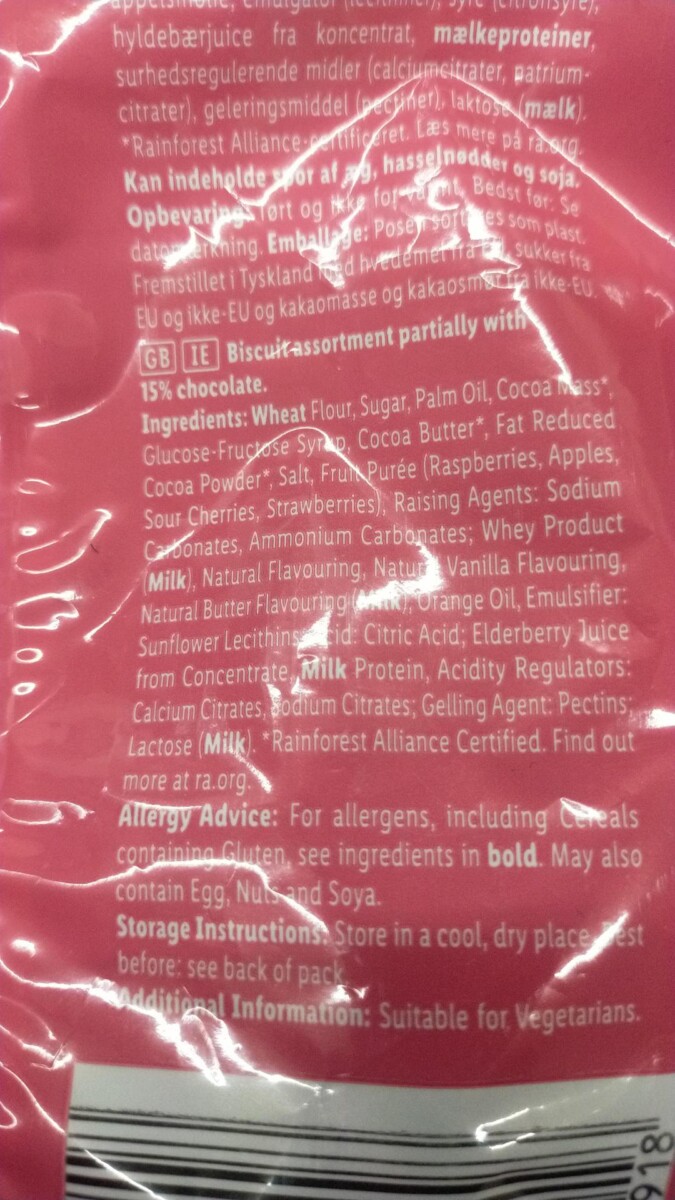 hyldebærjuice fra koncentrat, mælkeproteiner,
surhedsregulerende midler (calciumcitrater, natrium-
citrater), geleringsmiddel (pectiner), laktose (mælk).
*Rainforest Alliance-certificeret. Læs mere på ra.org.
Kan indeholde spor af æg, hasselnødder og soja.
Opbevaring: Tørt og ikke for varmt. Bedst før: Se
datomærkning. Emballage: Posen sorteres som plast.
Fremstillet i Tyskland med hvedemel fra EU, sukker fra
EU og ikke-EU og kakaomasse og kakaosmør fra ikke-EU.
GB IE Biscuit assortment partially with
15% chocolate.
Ingredients: Wheat Flour, Sugar, Palm Oil, Cocoa Mass*,
Glucose-Fructose Syrup, Cocoa Butter*, Fat Reduced
Cocoa Powder*, Salt, Fruit Purée (Raspberries, Apples,
Sour Cherries, Strawberries), Raising Agents: Sodium
Carbonates, Ammonium Carbonates; Whey Product
(Milk), Natural Flavouring, Natural Vanilla Flavouring,
Natural Butter Flavouring (Milk), Orange Oil, Emulsifier:
Sunflower Lecithins; Acid: Citric Acid; Elderberry Juice
from Concentrate, Milk Protein, Acidity Regulators:
Calcium Citrates, Sodium Citrates; Gelling Agent: Pectins;
Lactose (Milk). *Rainforest Alliance Certified. Find out
more at ra.org.
Allergy Advice: For allergens, including Cereals
containing Gluten, see ingredients in bold. May also
contain Egg, Nuts and Soya.
Storage Instructions: Store in a cool, dry place. Best
before: see back of pack.
Additional Information: Suitable for Vegetarians.
918